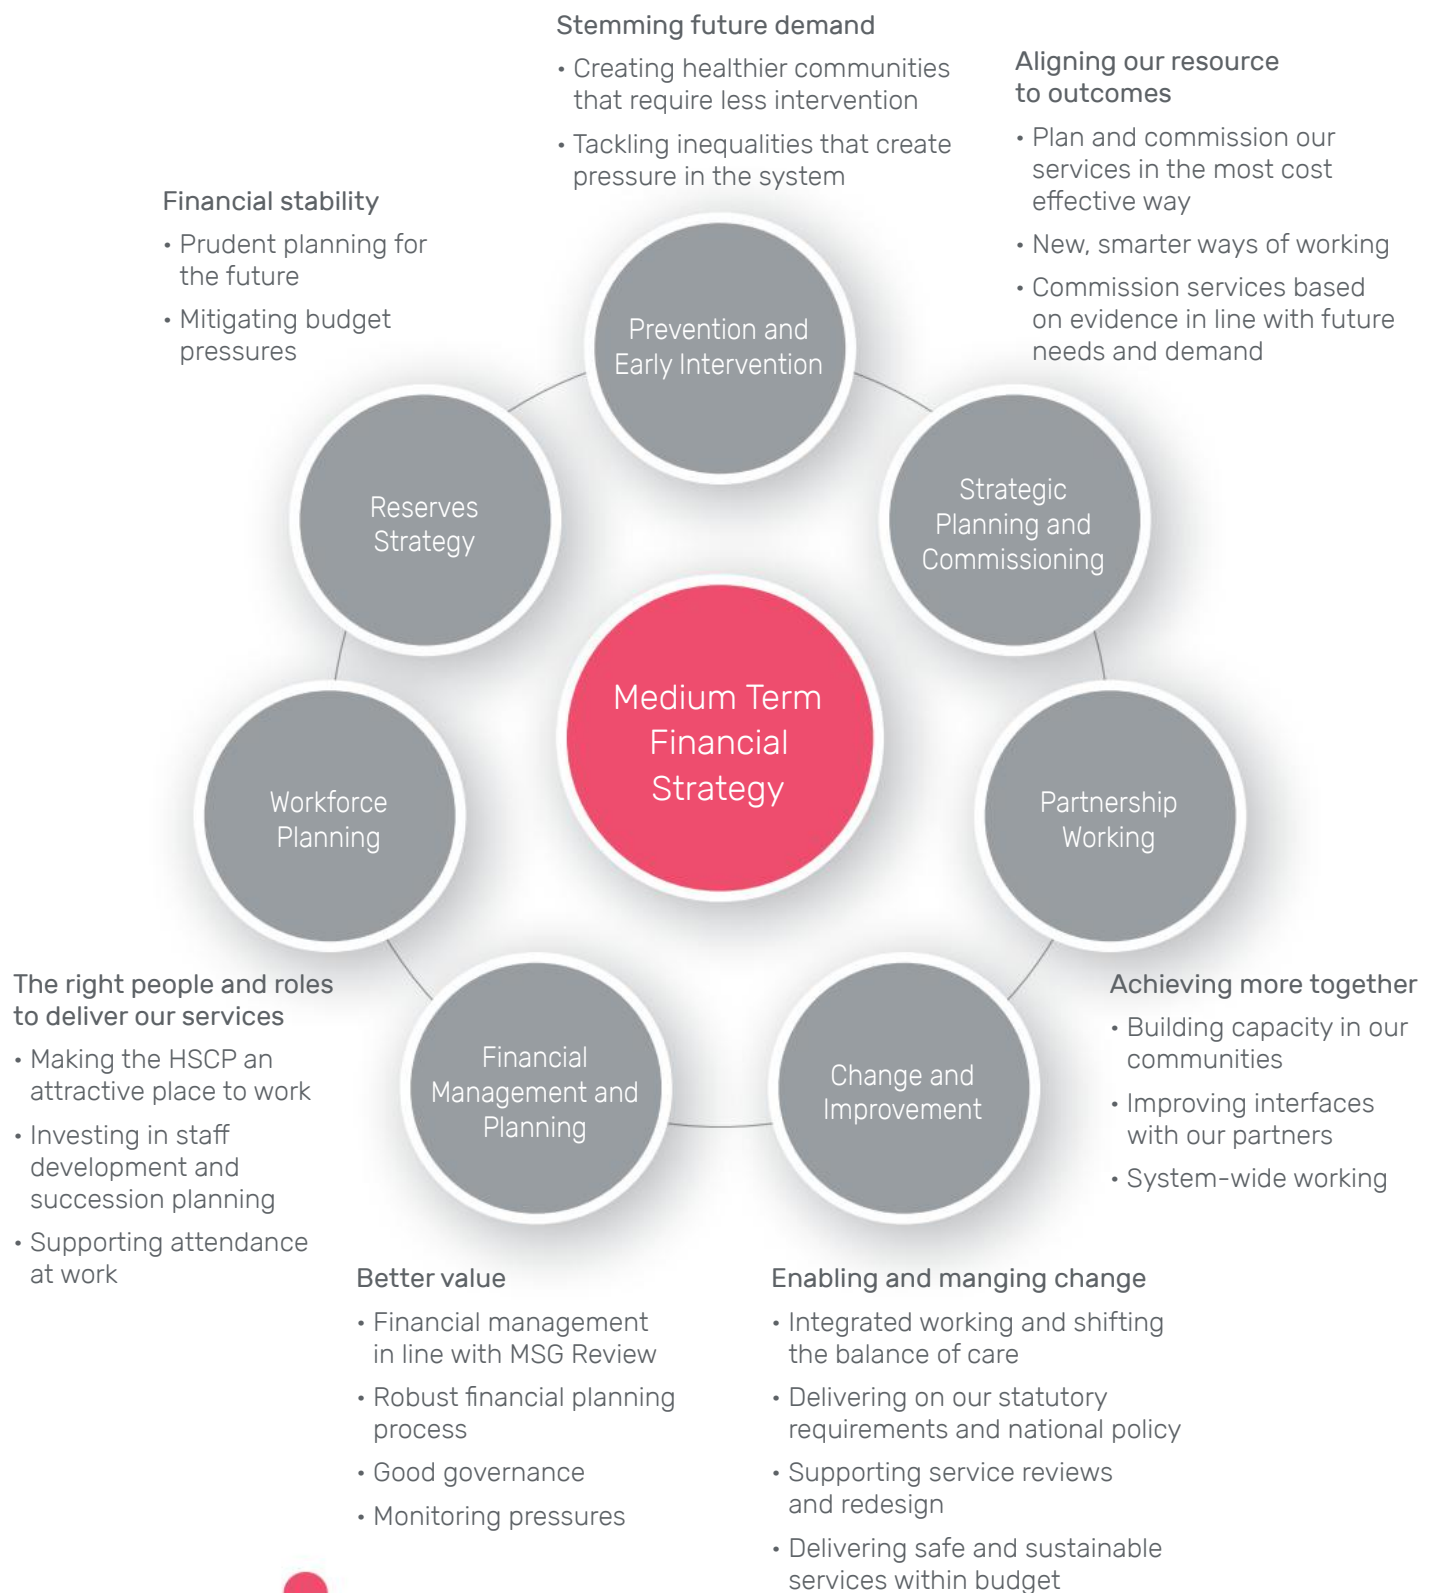 Stemming future demand
• Creating healthier communities
that require less intervention
• Tackling inequalities that create
pressure in the system
Aligning our resource
to outcomes
• Plan and commission our
services in the most cost
effective way
• New, smarter ways of working
• Commission services based
on evidence in line with future
needs and demand
Financial stability
• Prudent planning for
the future
• Mitigating budget
pressures
Prevention and
Early Intervention
Reserves
Strategy
Strategic
Planning and
Commissioning
Medium Term
Financial
Strategy
Workforce
Planning
Partnership
Working
Financial
Management and
Planning
Change and
Improvement
The right people and roles
to deliver our services
• Making the HSCP an
attractive place to work
• Investing in staff
development and
succession planning
• Supporting attendance
at work
Achieving more together
• Building capacity in our
communities
• Improving interfaces
with our partners
• System-wide working
Better value
• Financial management
in line with MSG Review
• Robust financial planning
process
• Good governance
• Monitoring pressures
Enabling and manging change
• Integrated working and shifting
the balance of care
• Delivering on our statutory
requirements and national policy
• Supporting service reviews
and redesign
• Delivering safe and sustainable
services within budget